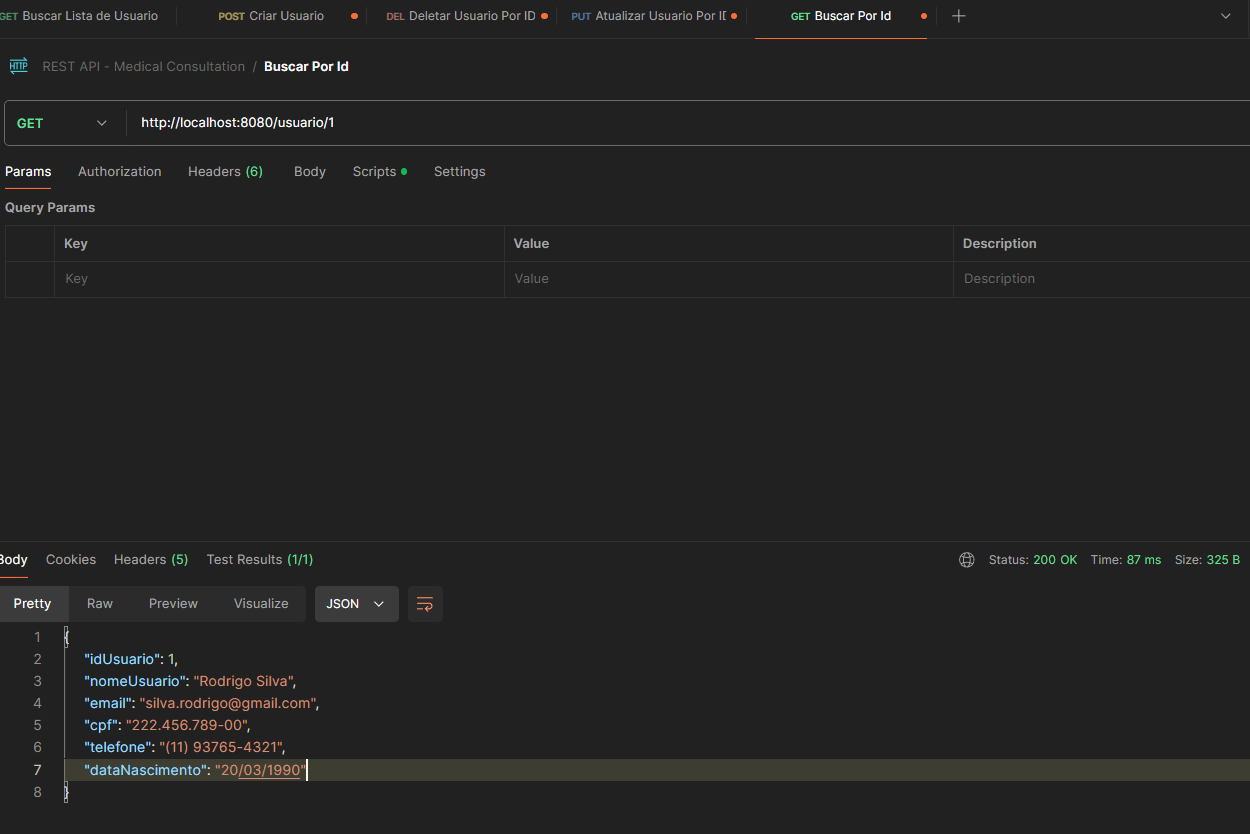 GET Buscar Lista de Usuario POST Criar Usuario DEL Deletar Usuario Por ID PUT Atualizar Usuario Por ID GET Buscar Por Id
HTTP REST API - Medical Consultation / Buscar Por Id
GET http://localhost:8080/usuario/1
Params Authorization Headers (6) Body Scripts Settings
Query Params
Key Value Description
Key Value Description
Body Cookies Headers (5) Test Results (1/1) Status: 200 OK Time: 87 ms Size: 325 B
Pretty Raw Preview Visualize JSON
1 {
2 "idUsuario": 1,
3 "nomeUsuario": "Rodrigo Silva",
4 "email": "silva.rodrigo@gmail.com",
5 "cpf": "222.456.789-00",
6 "telefone": "(11) 93765-4321",
7 "dataNascimento": "20/03/1990"
8 }